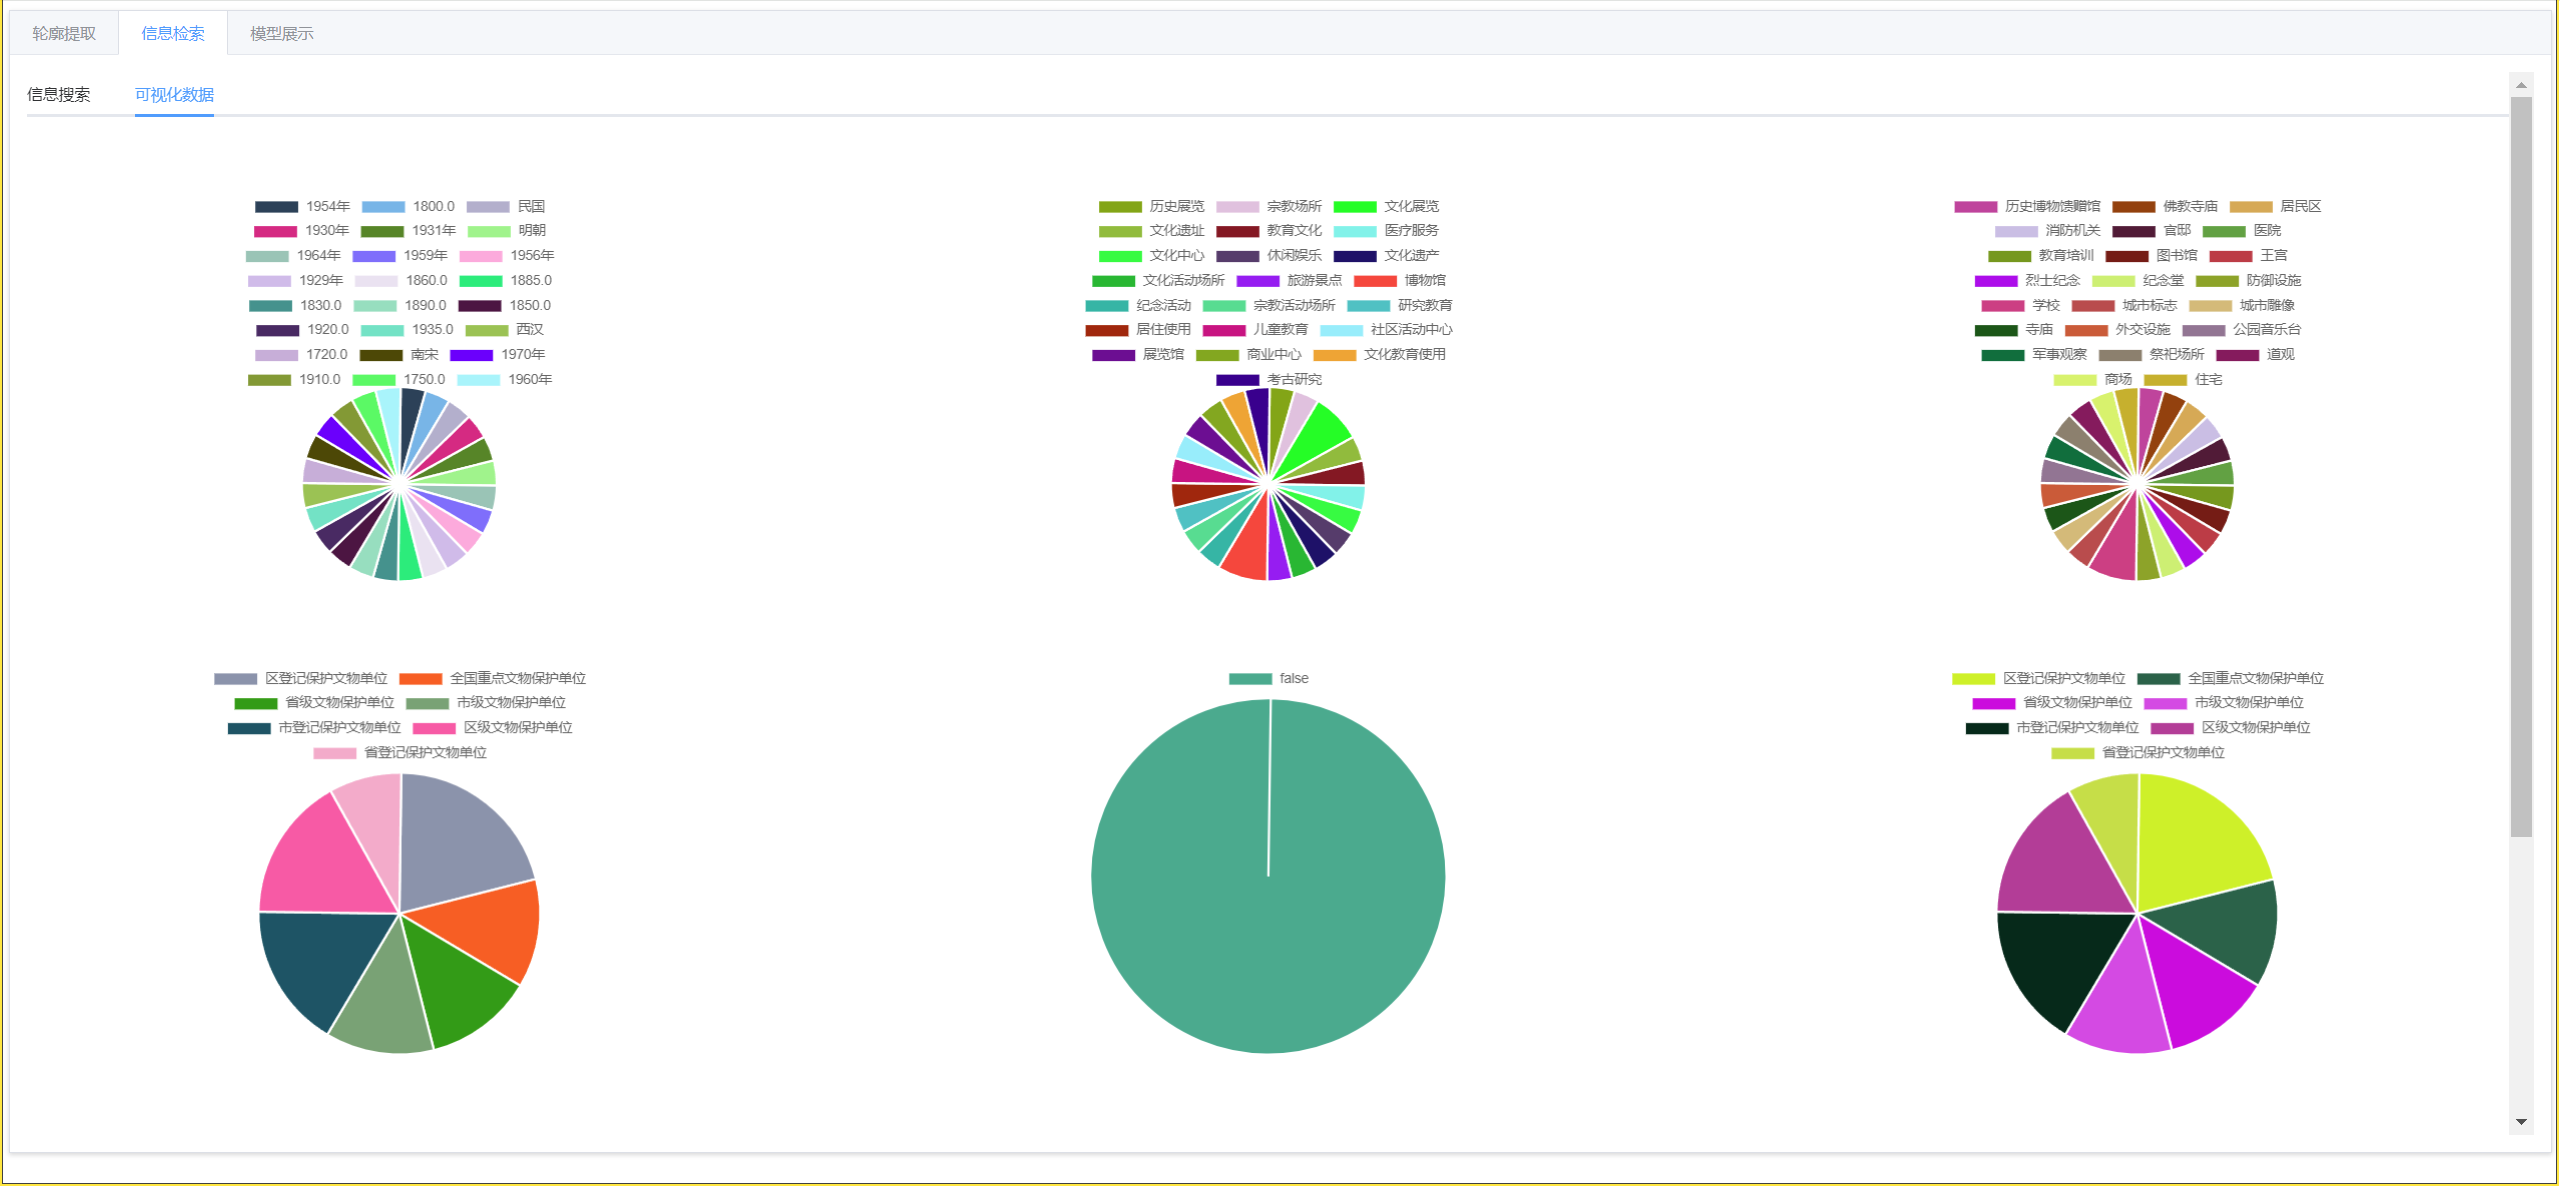 轮廓提取 信息检索 模型展示
信息搜索 可视化数据
1954年 1800.0 民国
1930年 1931年 明朝
1964年 1959年 1956年
1929年 1860.0 1885.0
1830.0 1890.0 1850.0
1920.0 1935.0 西汉
1720.0 南宋 1970年
1910.0 1750.0 1960年
历史展览 宗教场所 文化展览
文化遗址 教育文化 医疗服务
文化中心 休闲娱乐 文化遗产
文化活动场所 旅游景点 博物馆
纪念活动 宗教活动场所 研究教育
居住使用 儿童教育 社区活动中心
展览馆 商业中心 文化教育使用
考古研究
历史博物馈赠馆 佛教寺庙 居民区
消防机关 官邸 医院
教育培训 图书馆 王宫
烈士纪念 纪念堂 防御设施
学校 城市标志 城市雕像
寺庙 外交设施 公园音乐台
军事观察 祭祀场所 道观
商场 住宅
区登记保护文物单位 全国重点文物保护单位
省级文物保护单位 市级文物保护单位
市登记保护文物单位 区级文物保护单位
省登记保护文物单位
false
区登记保护文物单位 全国重点文物保护单位
省级文物保护单位 市级文物保护单位
市登记保护文物单位 区级文物保护单位
省登记保护文物单位